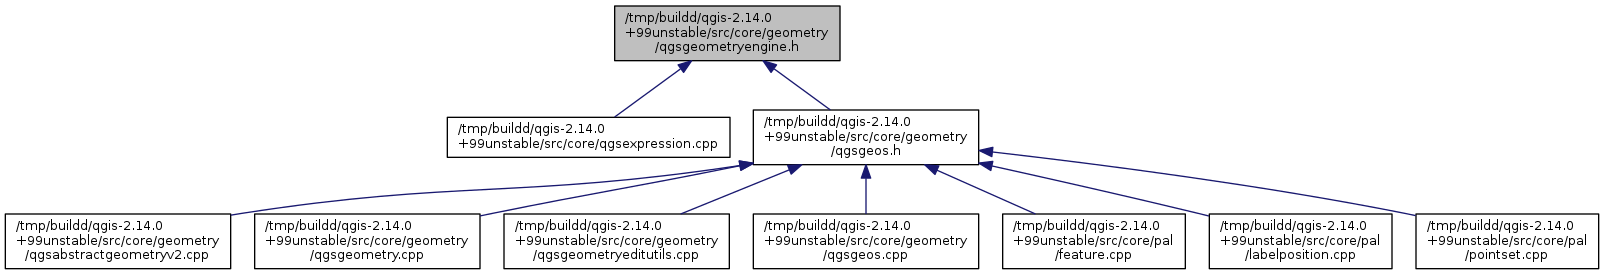 /tmp/buildd/qgis-2.14.0
+99unstable/src/core/geometry
/qgsgeometryengine.h
/tmp/buildd/qgis-2.14.0
+99unstable/src/core/qgsexpression.cpp
/tmp/buildd/qgis-2.14.0
+99unstable/src/core/geometry
/qgsgeos.h
/tmp/buildd/qgis-2.14.0
+99unstable/src/core/geometry
/qgsabstractgeometryv2.cpp
/tmp/buildd/qgis-2.14.0
+99unstable/src/core/geometry
/qgsgeometry.cpp
/tmp/buildd/qgis-2.14.0
+99unstable/src/core/geometry
/qgsgeometryeditutils.cpp
/tmp/buildd/qgis-2.14.0
+99unstable/src/core/geometry
/qgsgeos.cpp
/tmp/buildd/qgis-2.14.0
+99unstable/src/core/pal
/feature.cpp
/tmp/buildd/qgis-2.14.0
+99unstable/src/core/pal
/labelposition.cpp
/tmp/buildd/qgis-2.14.0
+99unstable/src/core/pal
/pointset.cpp